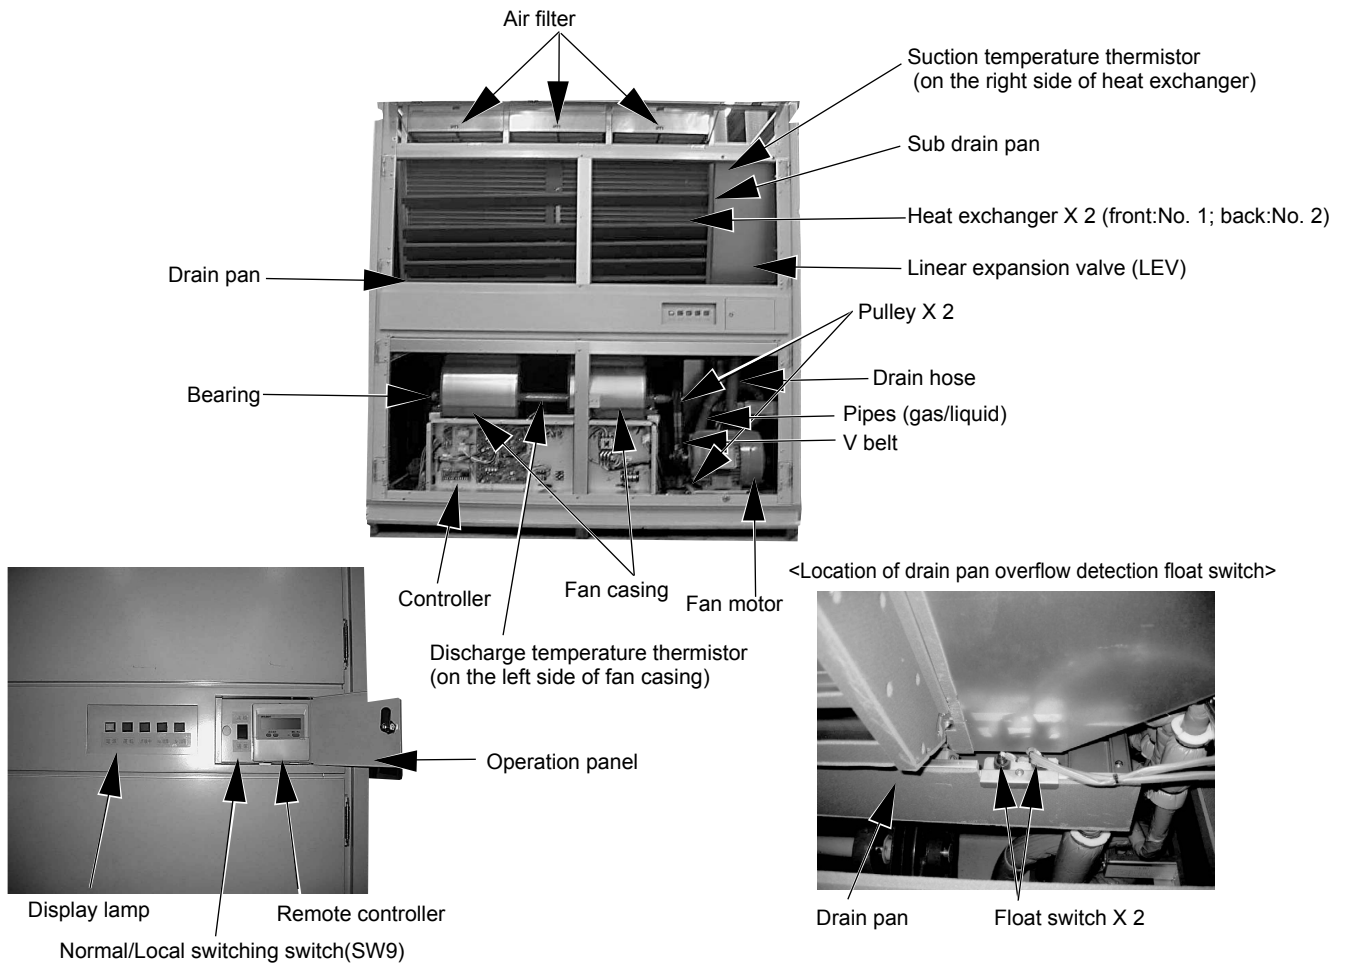 Air filter
Suction temperature thermistor
(on the right side of heat exchanger)
Sub drain pan
Heat exchanger X 2 (front:No. 1; back:No. 2)
Linear expansion valve (LEV)
Drain pan
Pulley X 2
Bearing
Drain hose
Pipes (gas/liquid)
V belt
Controller
Fan casing
Fan motor
Discharge temperature thermistor
(on the left side of fan casing)
<Location of drain pan overflow detection float switch>
Operation panel
Display lamp
Remote controller
Normal/Local switching switch(SW9)
Drain pan
Float switch X 2